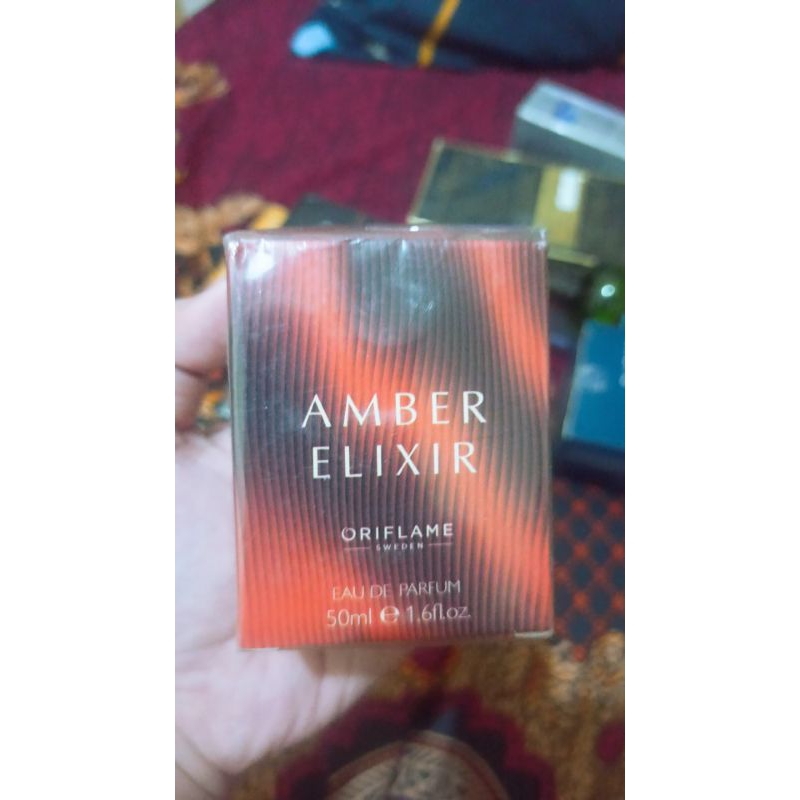 AMBER
ELIXIR
ORIFLAME
SWEDEN
EAU DE PARFUM
50ml ℮ 1.6fl.oz.